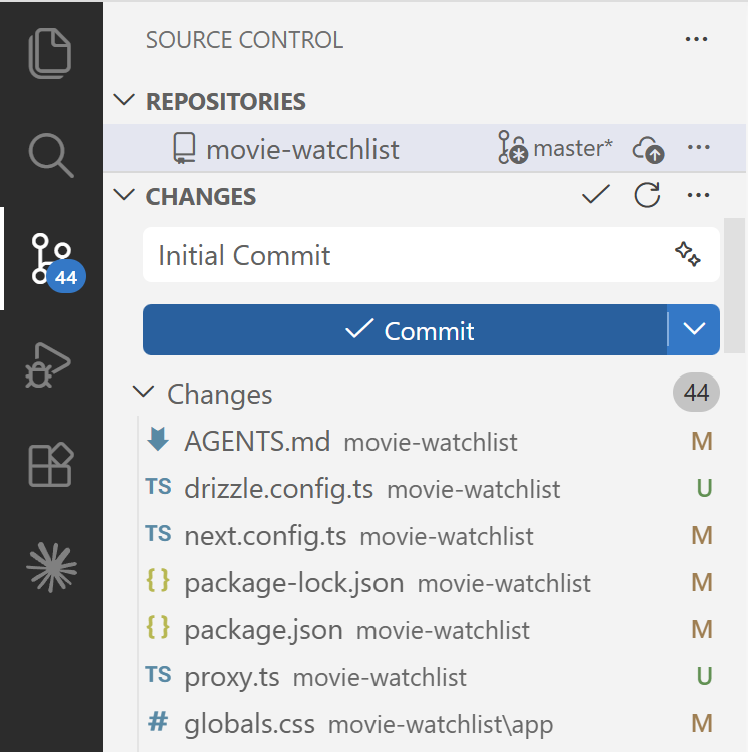 SOURCE CONTROL
REPOSITORIES
movie-watchlist master*
CHANGES
Initial Commit
44
Commit
Changes 44
AGENTS.md movie-watchlist M
TS drizzle.config.ts movie-watchlist U
TS next.config.ts movie-watchlist M
{} package-lock.json movie-watchlist M
{} package.json movie-watchlist M
TS proxy.ts movie-watchlist U
# globals.css movie-watchlist\app M